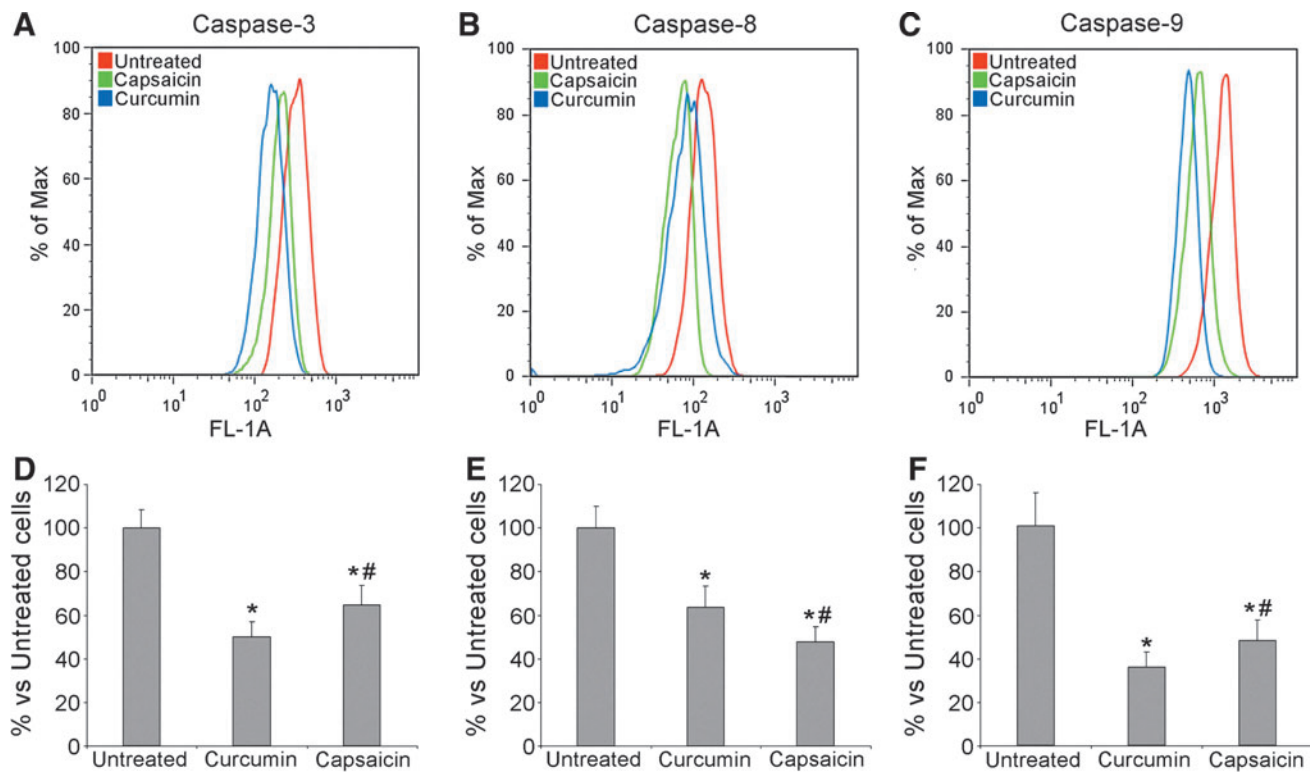 A Caspase-3
Untreated
Capsaicin
Curcumin
% of Max
100
80
60
40
20
0
10^0 10^1 10^2 10^3
FL-1A
B Caspase-8
Untreated
Capsaicin
Curcumin
% of Max
100
80
60
40
20
0
10^0 10^1 10^2 10^3
FL-1A
C Caspase-9
Untreated
Capsaicin
Curcumin
% of Max
100
80
60
40
20
0
10^0 10^1 10^2 10^3
FL-1A
D
% vs Untreated cells
120
100
80
60
40
20
0
*
*#
Untreated Curcumin Capsaicin
E
% vs Untreated cells
120
100
80
60
40
20
0
*
*#
Untreated Curcumin Capsaicin
F
% vs Untreated cells
120
100
80
60
40
20
0
*
*#
Untreated Curcumin Capsaicin